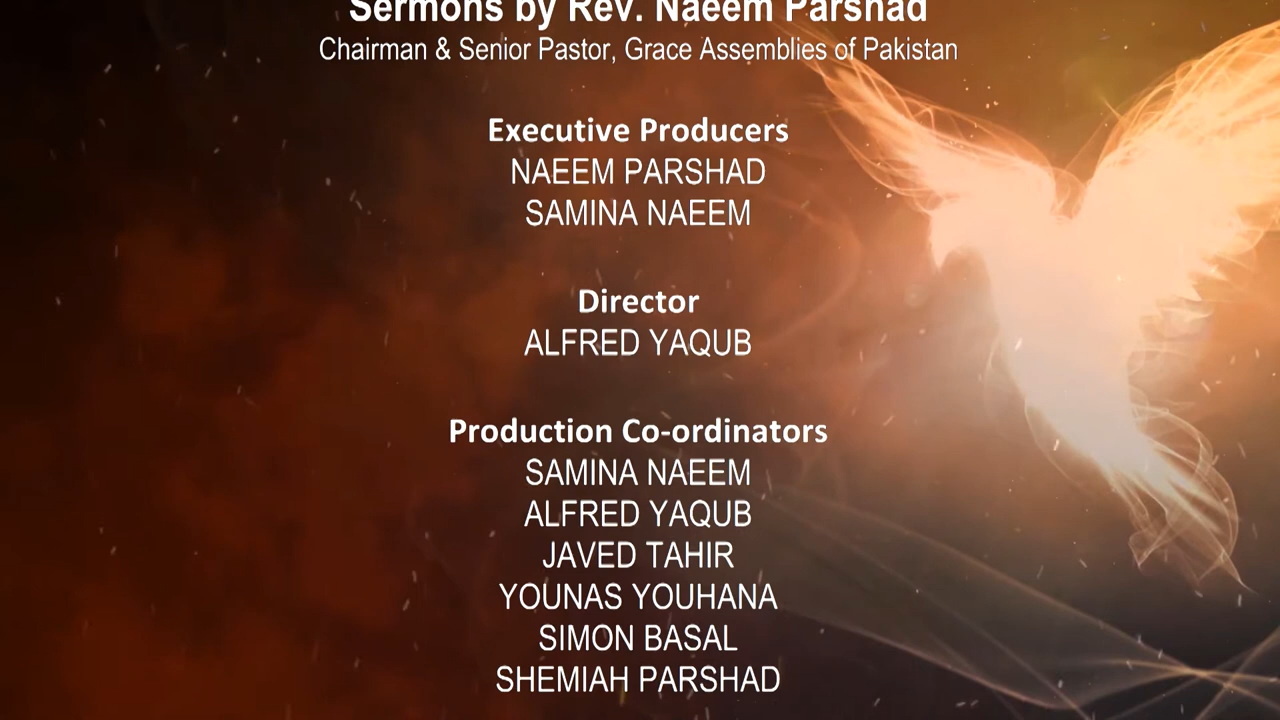 Sermons by Rev. Naeem Parshad
Chairman & Senior Pastor, Grace Assemblies of Pakistan
Executive Producers
NAEEM PARSHAD
SAMINA NAEEM
Director
ALFRED YAQUB
Production Co-ordinators
SAMINA NAEEM
ALFRED YAQUB
JAVED TAHIR
YOUNAS YOUHANA
SIMON BASAL
SHEMIAH PARSHAD